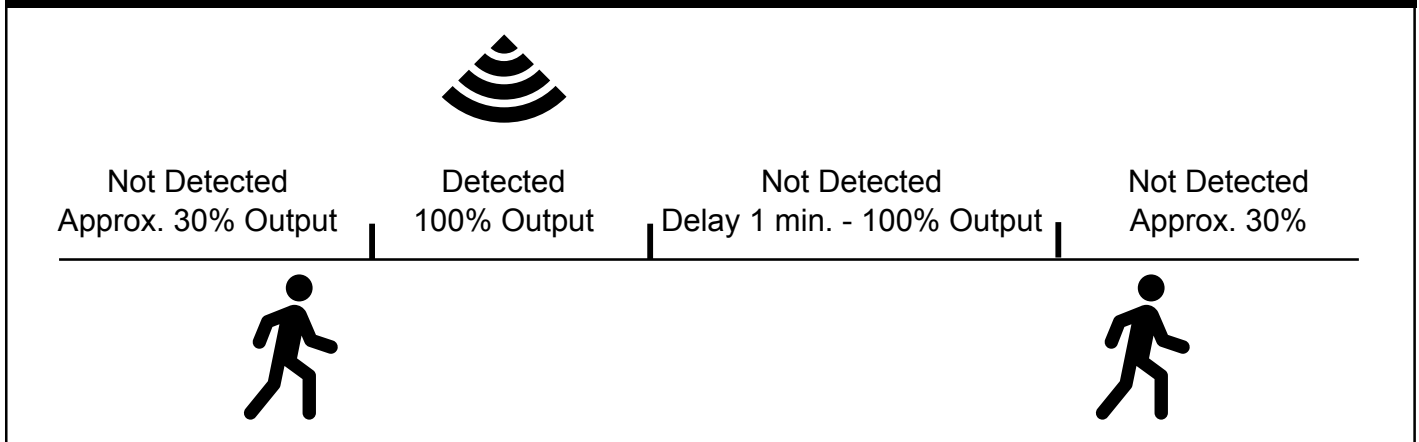 Not Detected
Approx. 30% Output
Detected
100% Output
Not Detected
Delay 1 min. - 100% Output
Not Detected
Approx. 30%